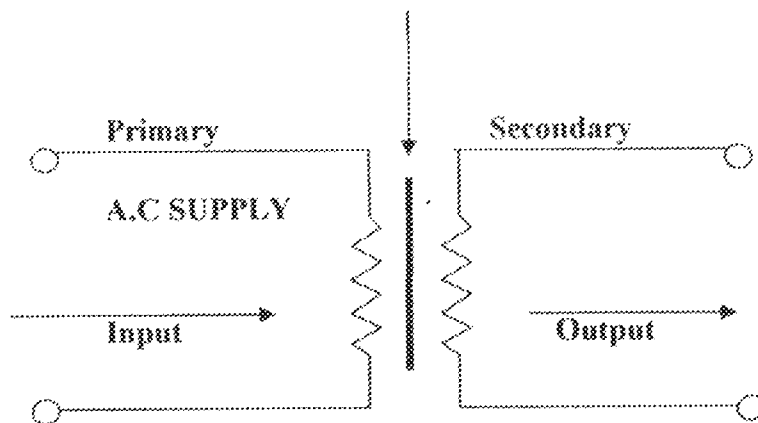 Primary
Secondary
A.C SUPPLY
Input
Output